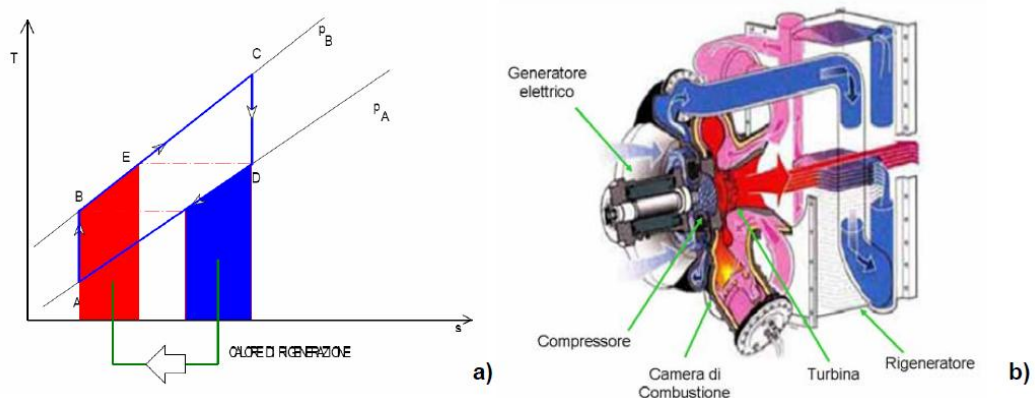 T
s
p
B
p
A
C
E
B
D
A
CALORE DI RIGENERAZIONE
a)
Generatore
elettrico
Compressore
Camera di
Combustione
Turbina
Rigeneratore
b)